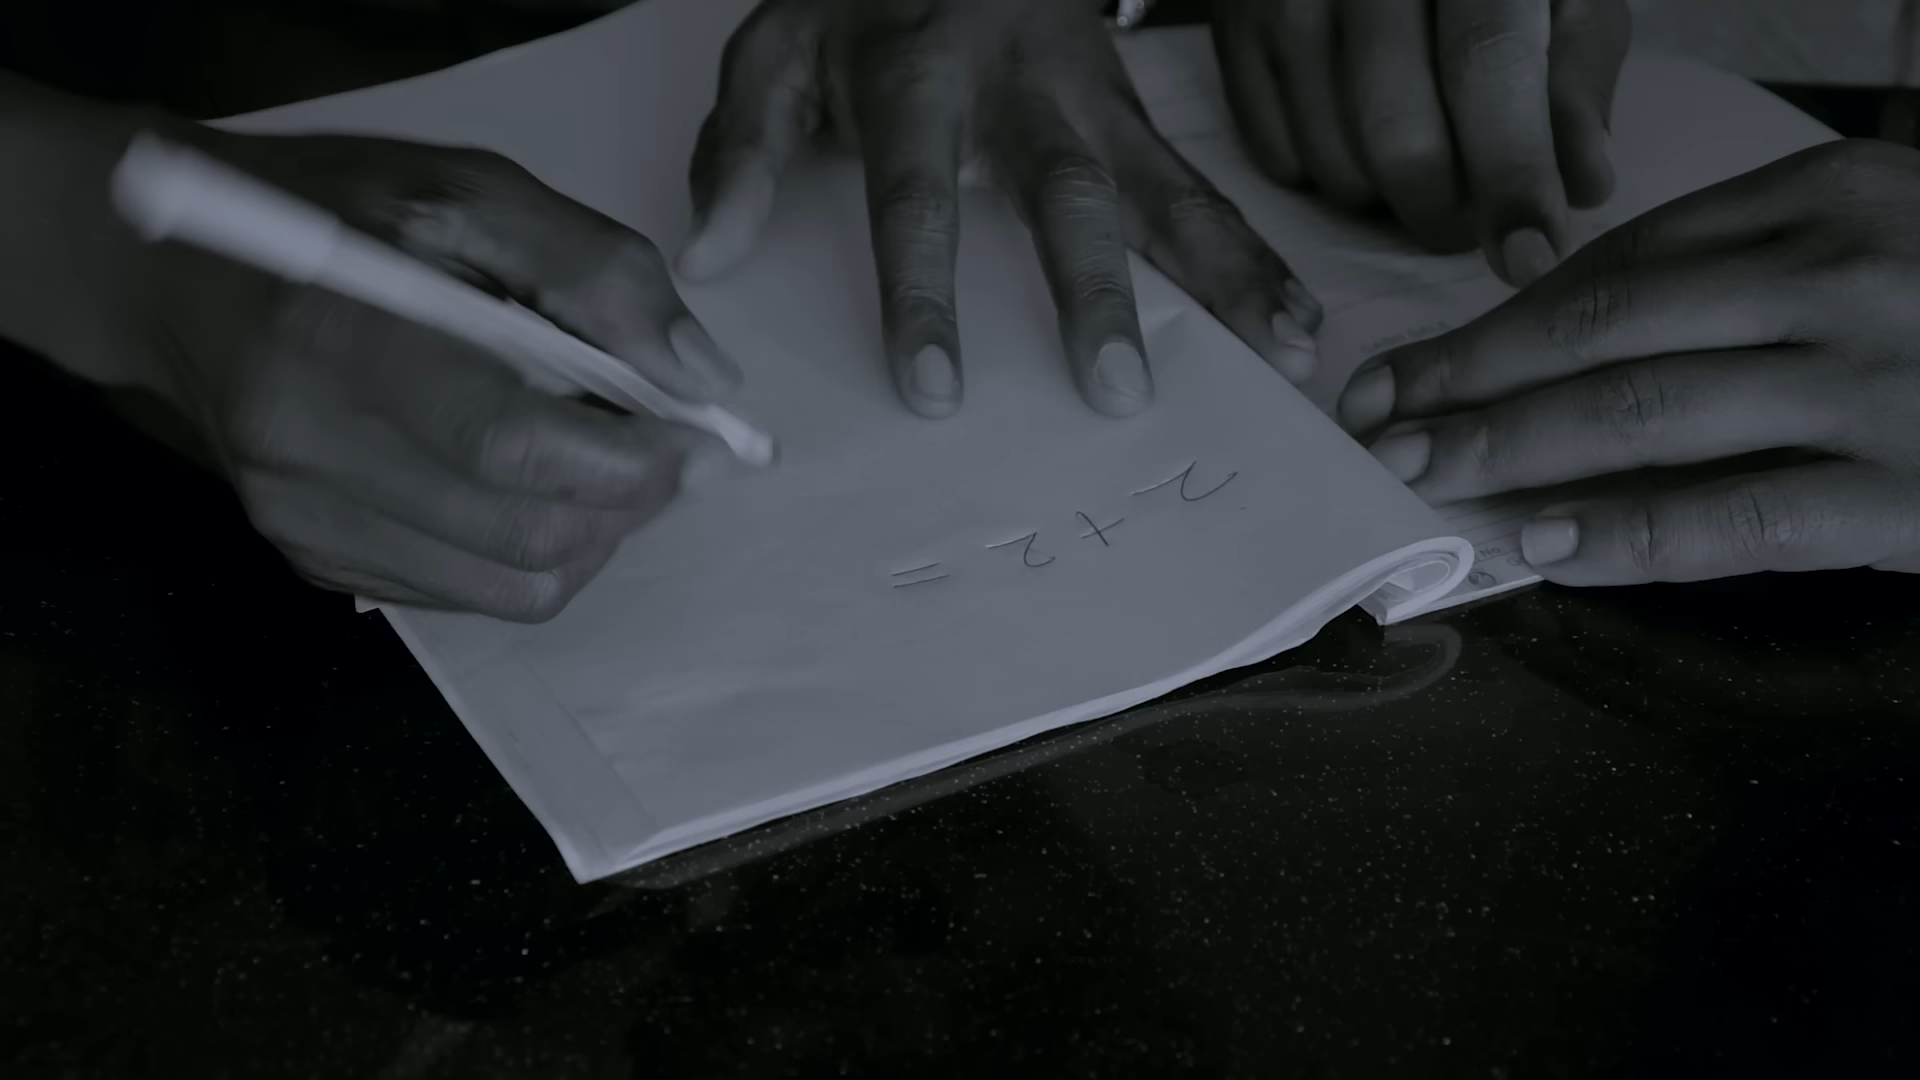 2 + 2 =